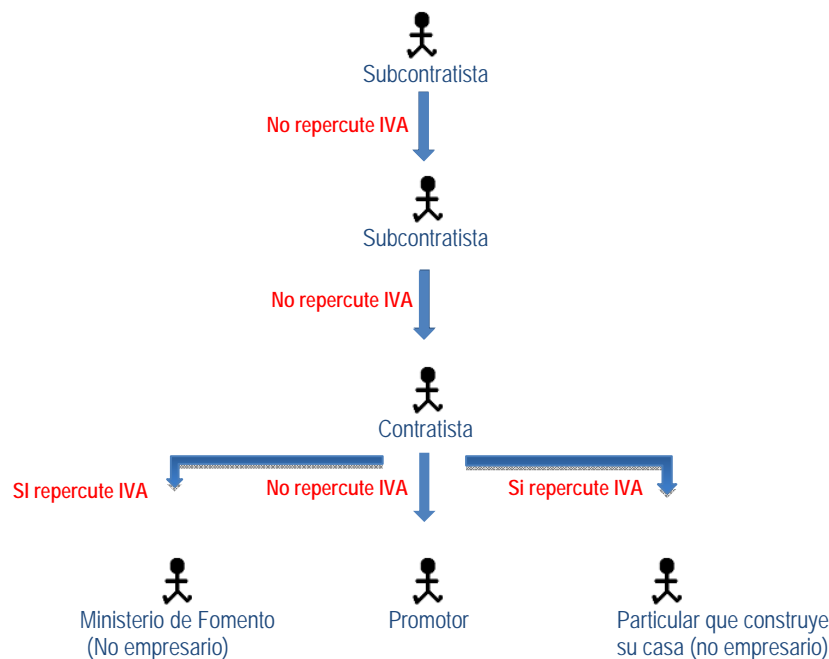 Subcontratista
No repercute IVA
Subcontratista
No repercute IVA
Contratista
SI repercute IVA
No repercute IVA
Si repercute IVA
Ministerio de Fomento
(No empresario)
Promotor
Particular que construye
su casa (no empresario)